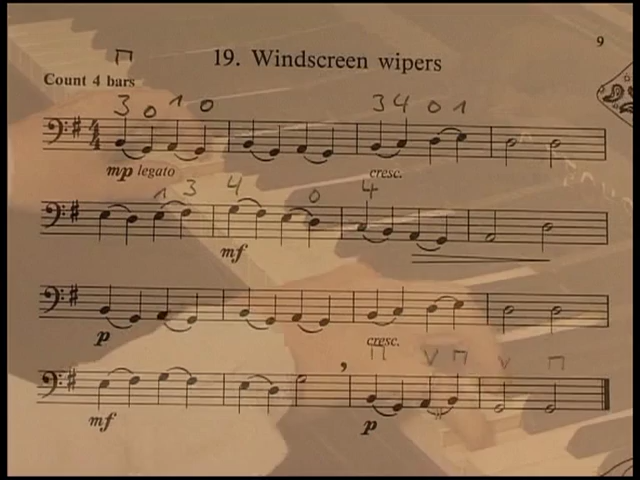 19. Windscreen wipers
9
Count 4 bars
3 0 1 0 3 4 0 1
mp legato cresc.
1 3 4 0 4
mf
p cresc.
mf p